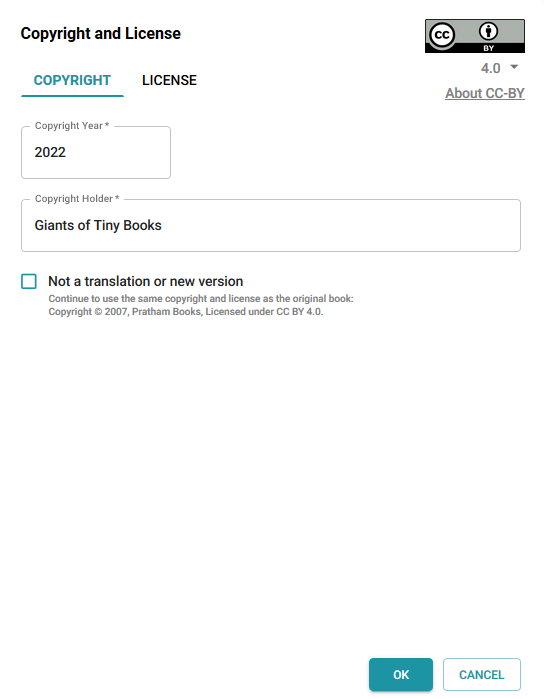 Copyright and License
CC BY
4.0
COPYRIGHT LICENSE
About CC-BY
Copyright Year *
2022
Copyright Holder *
Giants of Tiny Books
Not a translation or new version
Continue to use the same copyright and license as the original book:
Copyright © 2007, Pratham Books, Licensed under CC BY 4.0.
OK CANCEL